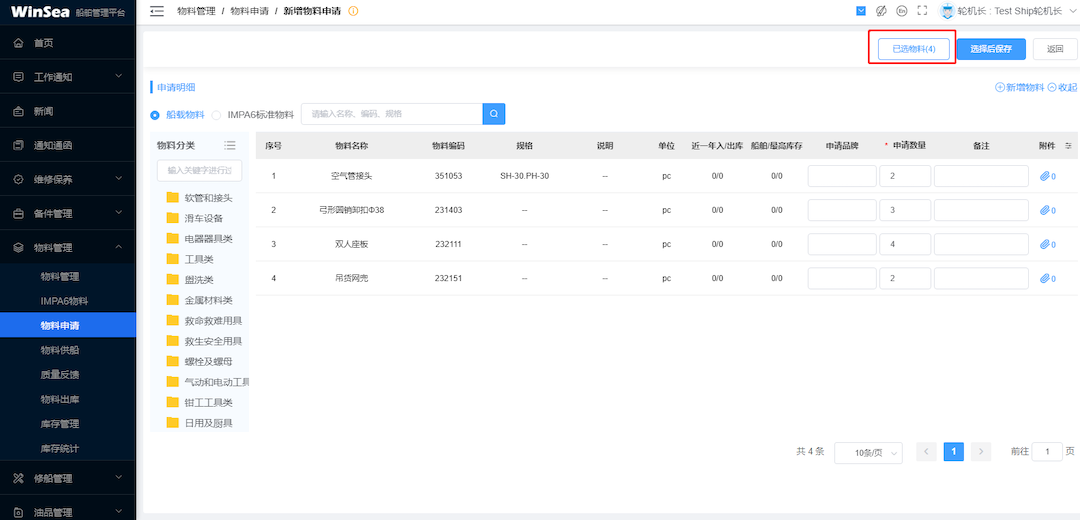 WinSea 船舶管理平台
物料管理 / 物料申请 / 新增物料申请
En
轮机长 : Test Ship轮机长
首页
工作通知
新闻
通知通函
维修保养
备件管理
物料管理
物料管理
IMPA6物料
物料申请
物料供船
质量反馈
物料出库
库存管理
库存统计
修船管理
油品管理
已选物料(4)
选择后保存
返回
申请明细
新增物料 收起
船载物料 IMPA6标准物料 请输入名称、编码、规格
物料分类
输入关键字进行过
软管和接头
滑车设备
电器器具类
工具类
盥洗类
金属材料类
救命救难用具
救生安全用具
螺栓及螺母
气动和电动工具
钳工工具类
日用及厨具
序号 物料名称 物料编码 规格 说明 单位 近一年入/出库 船舶/最高库存 申请品牌 * 申请数量 备注 附件
1 空气管接头 351053 SH-30.PH-30 -- pc 0/0 0/0 2 0
2 弓形圆销卸扣Φ38 231403 -- -- pc 0/0 0/0 3 0
3 双人座板 232111 -- -- pc 0/0 0/0 4 0
4 吊货网兜 232151 -- -- pc 0/0 0/0 2 0
共 4 条 10条/页 1 前往 1 页